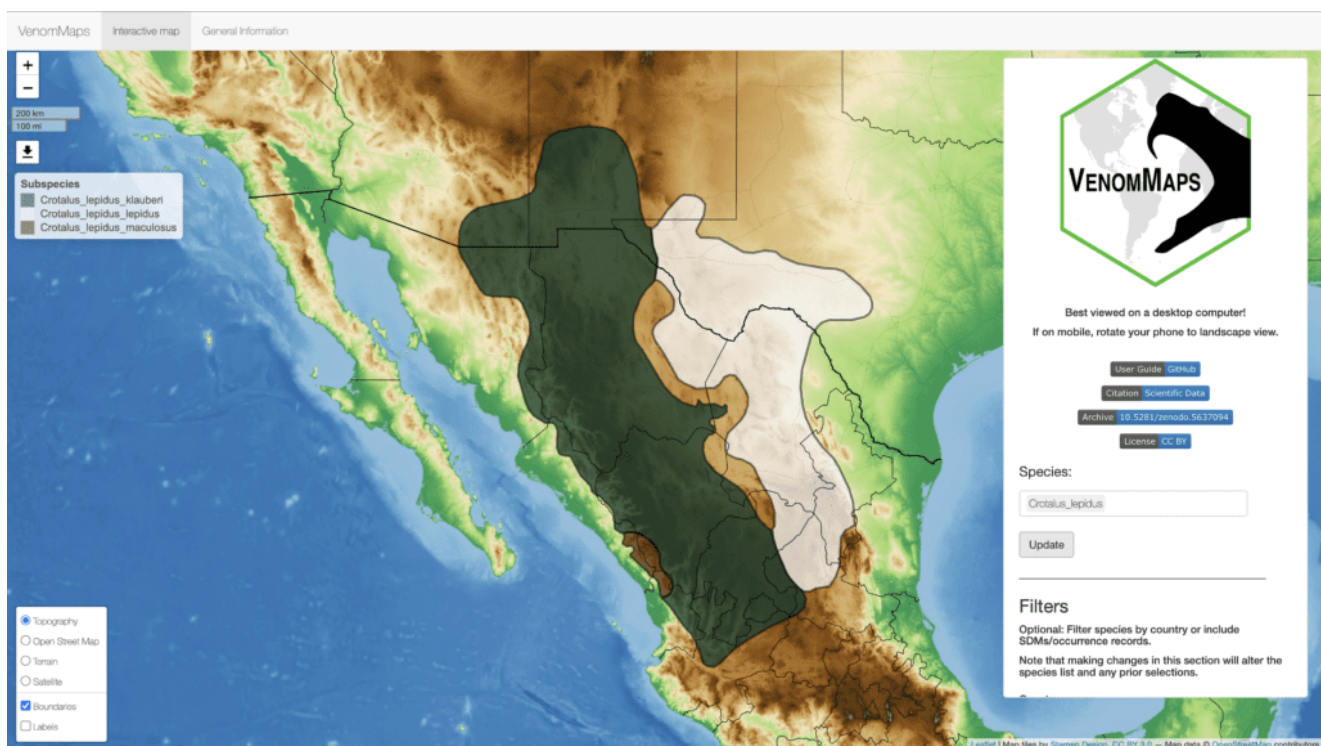 VenomMaps
Interactive map
General Information
+
−
200 km
100 mi
Subspecies
Crotalus_lepidus_klauberi
Crotalus_lepidus_lepidus
Crotalus_lepidus_maculosus
Topography
Open Street Map
Terrain
Satellite
Boundaries
Labels
VENOMMAPS
Best viewed on a desktop computer!
If on mobile, rotate your phone to landscape view.
User Guide GitHub
Citation Scientific Data
Archive 10.5281/zenodo.5637094
License CC BY
Species:
Crotalus_lepidus
Update
Filters
Optional: Filter species by country or include
SDMs/occurrence records.
Note that making changes in this section will alter the
species list and any prior selections.
Leaflet | Map tiles by Stamen Design, CC BY 3.0 — Map data © OpenStreetMap contributors